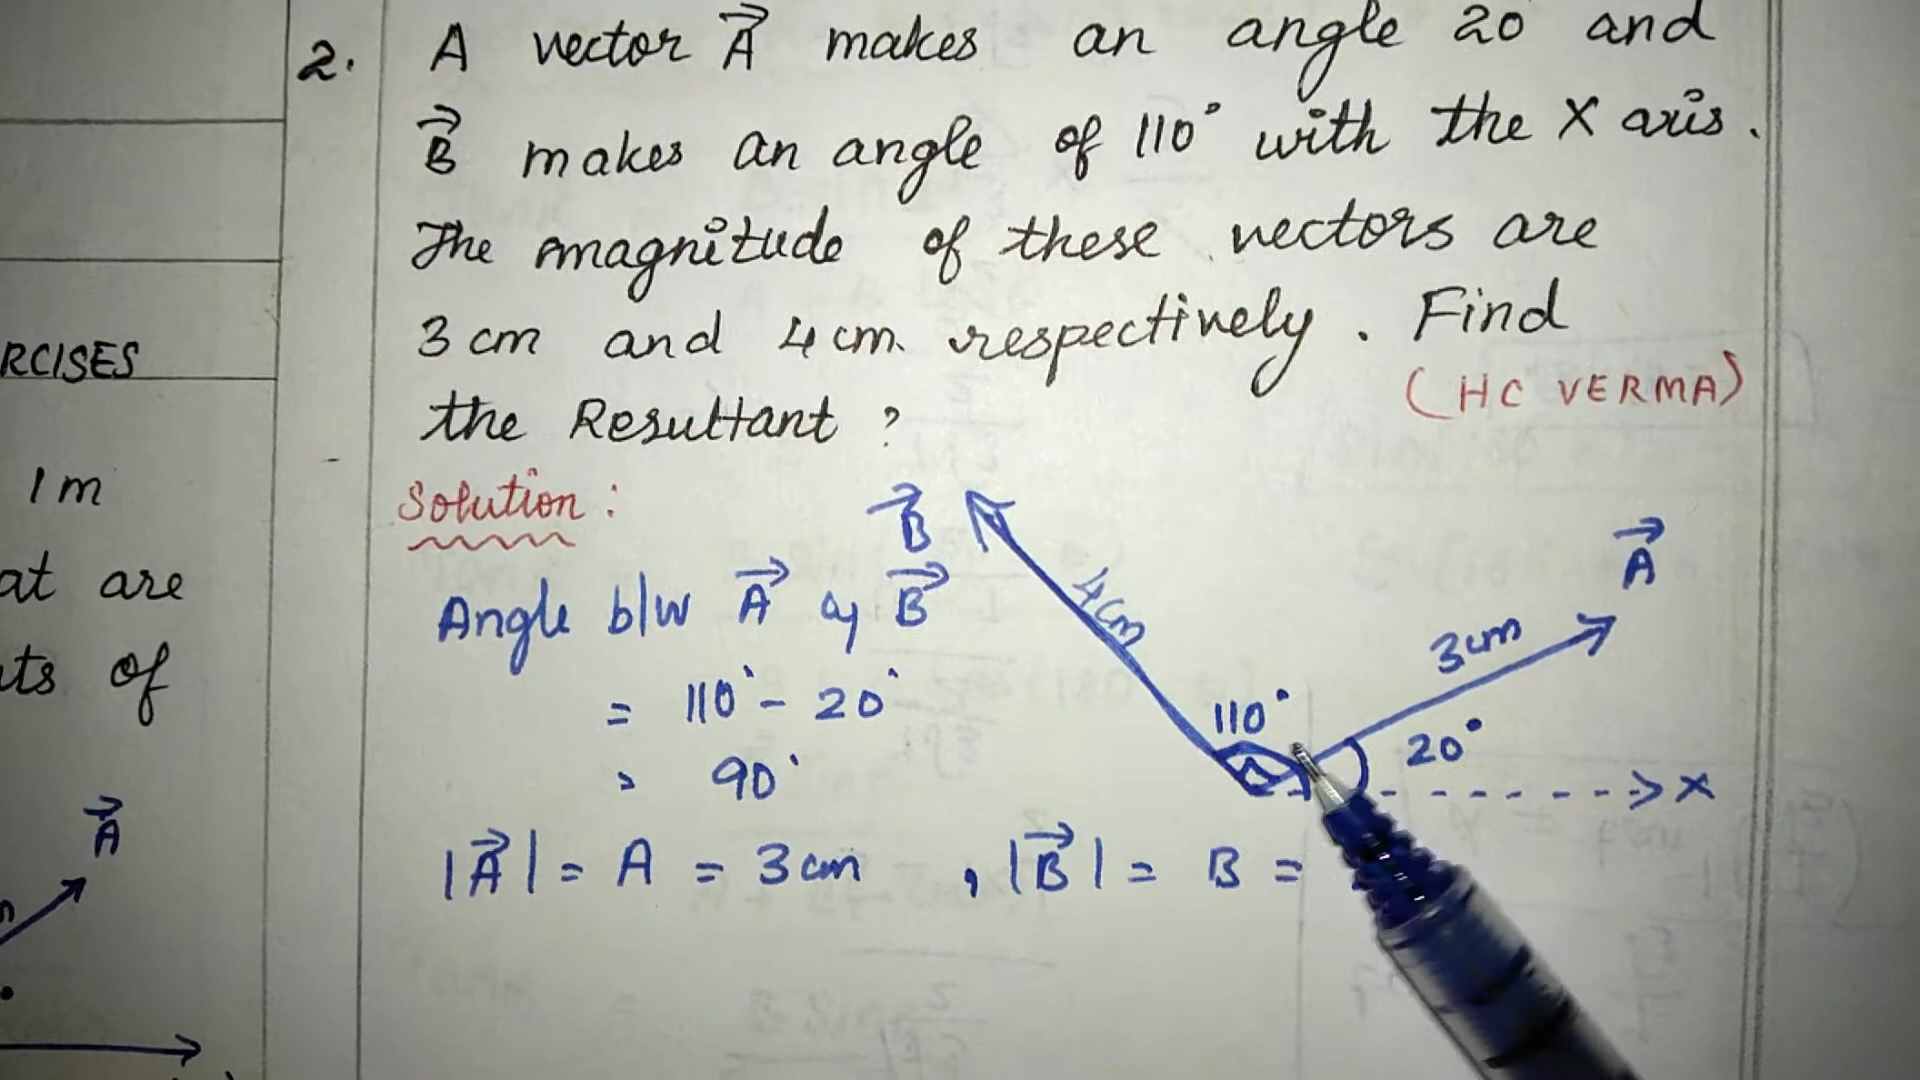 RCISES
1m
at are
of
A
2. A vector A makes an angle 20 and
B makes an angle of 110° with the X axis.
The magnitude of these vectors are
3 cm and 4 cm. respectively. Find
(HC VERMA)
the Resultant ?
Solution:
B
A
4cm
3cm
110°
20°
X
Angle b/w A & B
= 110° - 20°
= 90°
|A| = A = 3 cm , |B| = B =